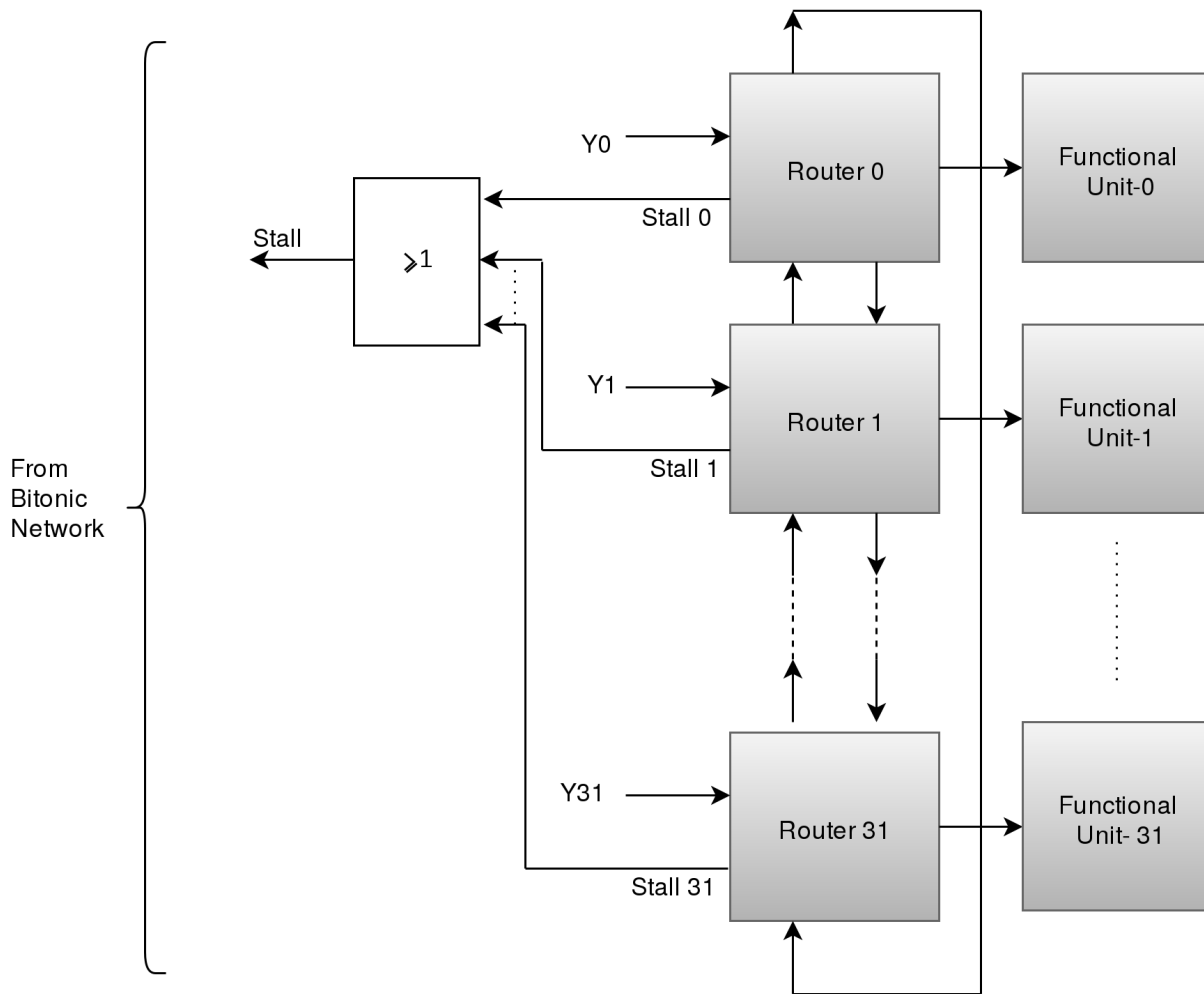 Y0
Router 0
Functional
Unit-0
Stall 0
Stall
⩾1
Y1
Router 1
Functional
Unit-1
Stall 1
From
Bitonic
Network
Y31
Router 31
Functional
Unit- 31
Stall 31